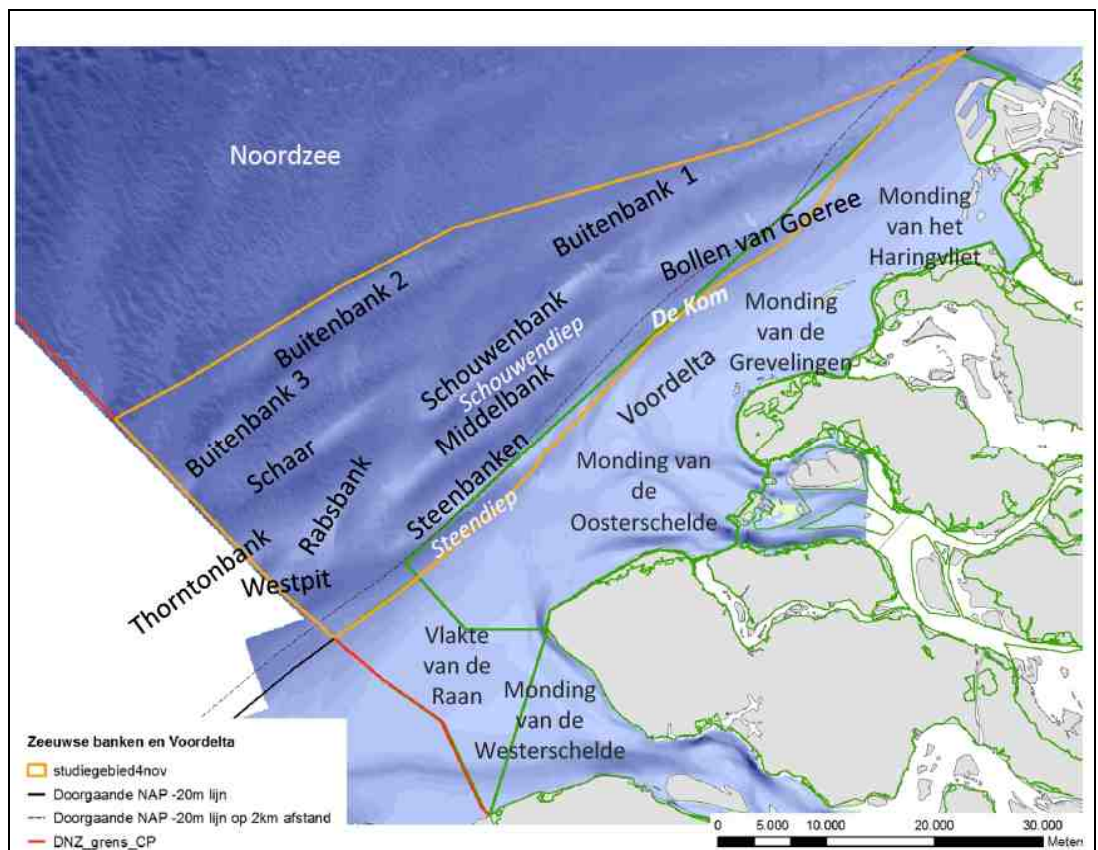 Noordzee
Buitenbank 1
Bollen van Goeree
Monding
van het
Haringvliet
Buitenbank 2
Schouwenbank
Schouwendiep
De Kom
Monding
van de
Grevelingen
Buitenbank 3
Middelbank
Voordelta
Schaar
Rabsbank
Steenbanken
Steendiep
Monding van
de
Oosterschelde
Thorntonbank
Westpit
Vlakte
van de
Raan
Monding
van de
Westerschelde
Zeeuwse banken en Voordelta
studiegebied4nov
Doorgaande NAP -20m lijn
Doorgaande NAP -20m lijn op 2km afstand
DNZ_grens_CP
0 5.000 10.000 20.000 30.000
Meters